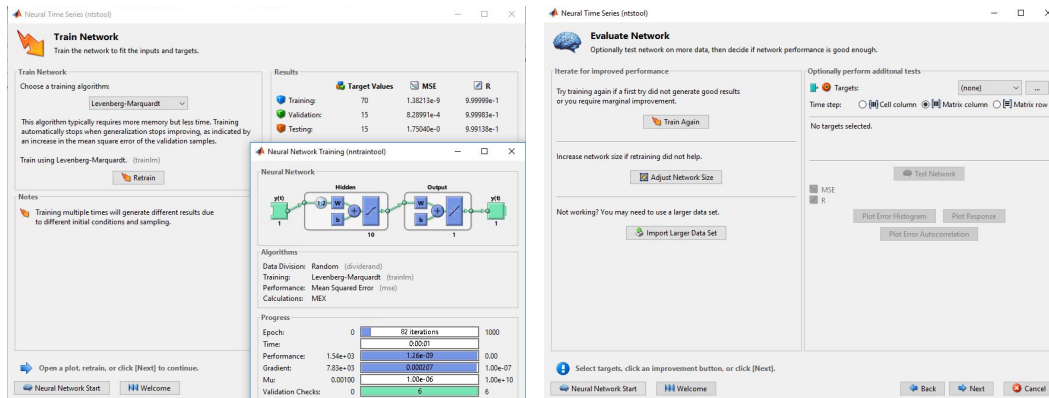 Neural Time Series (ntstool)
Train Network
Train the network to fit the inputs and targets.
Train Network
Choose a training algorithm:
Levenberg-Marquardt
This algorithm typically requires more memory but less time. Training
automatically stops when generalization stops improving, as indicated by
an increase in the mean square error of the validation samples.
Train using Levenberg-Marquardt. (trainlm)
Retrain
Notes
Training multiple times will generate different results due
to different initial conditions and sampling.
Open a plot, retrain, or click [Next] to continue.
Neural Network Start Welcome
Results
Target Values MSE R
Training: 70 1.38213e-9 9.99999e-1
Validation: 15 8.28991e-4 9.99983e-1
Testing: 15 1.75040e-0 9.99138e-1
Neural Network Training (nntraintool)
Neural Network
Hidden Output
y(t) 1:2 W b W b y(t)
1 10 1 1
Algorithms
Data Division: Random (dividerand)
Training: Levenberg-Marquardt (trainlm)
Performance: Mean Squared Error (mse)
Calculations: MEX
Progress
Epoch: 0 82 iterations 1000
Time: 0:00:01
Performance: 1.54e+03 1.26e-09 0.00
Gradient: 7.83e+03 0.000207 1.00e-07
Mu: 0.00100 1.00e-06 1.00e+10
Validation Checks: 0 6 6
Neural Time Series (ntstool)
Evaluate Network
Optionally test network on more data, then decide if network performance is good enough.
Iterate for improved performance
Try training again if a first try did not generate good results
or you require marginal improvement.
Train Again
Increase network size if retraining did not help.
Adjust Network Size
Not working? You may need to use a larger data set.
Import Larger Data Set
Optionally perform additonal tests
Targets: (none) ...
Time step: Cell column Matrix column Matrix row
No targets selected.
Test Network
MSE
R
Plot Error Histogram Plot Response
Plot Error Autocorrelation
Select targets, click an improvement button, or click [Next].
Neural Network Start Welcome Back Next Cancel